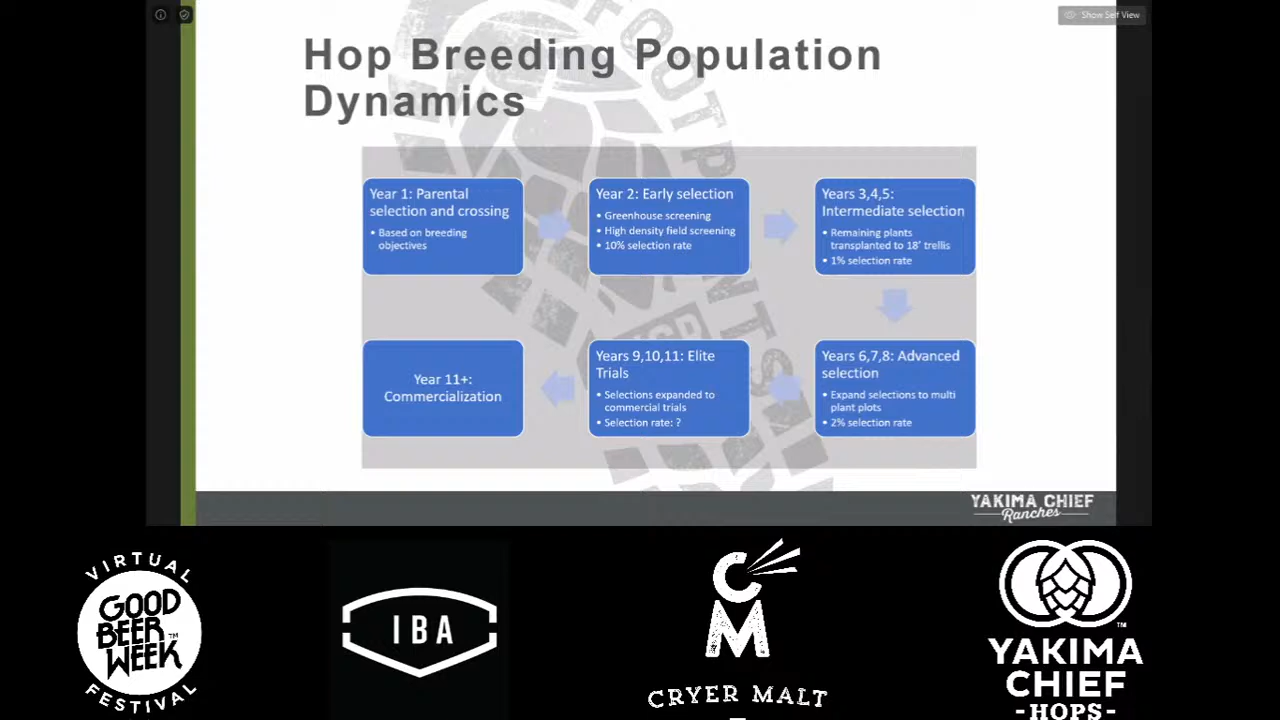 Show Self View
Hop Breeding Population
Dynamics
Year 1: Parental
selection and crossing
• Based on breeding
objectives
Year 2: Early selection
• Greenhouse screening
• High density field screening
• 10% selection rate
Years 3,4,5:
Intermediate selection
• Remaining plants
transplanted to 18' trellis
• 1% selection rate
Year 11+:
Commercialization
Years 9,10,11: Elite
Trials
• Selections expanded to
commercial trials
• Selection rate: ?
Years 6,7,8: Advanced
selection
• Expand selections to multi
plant plots
• 2% selection rate
FOOTPRINTS
YAKIMA CHIEF
Ranches
VIRTUAL
GOOD
BEER
WEEK™
FESTIVAL
IBA
CM
CRYER MALT
™
YAKIMA
CHIEF
-HOPS-